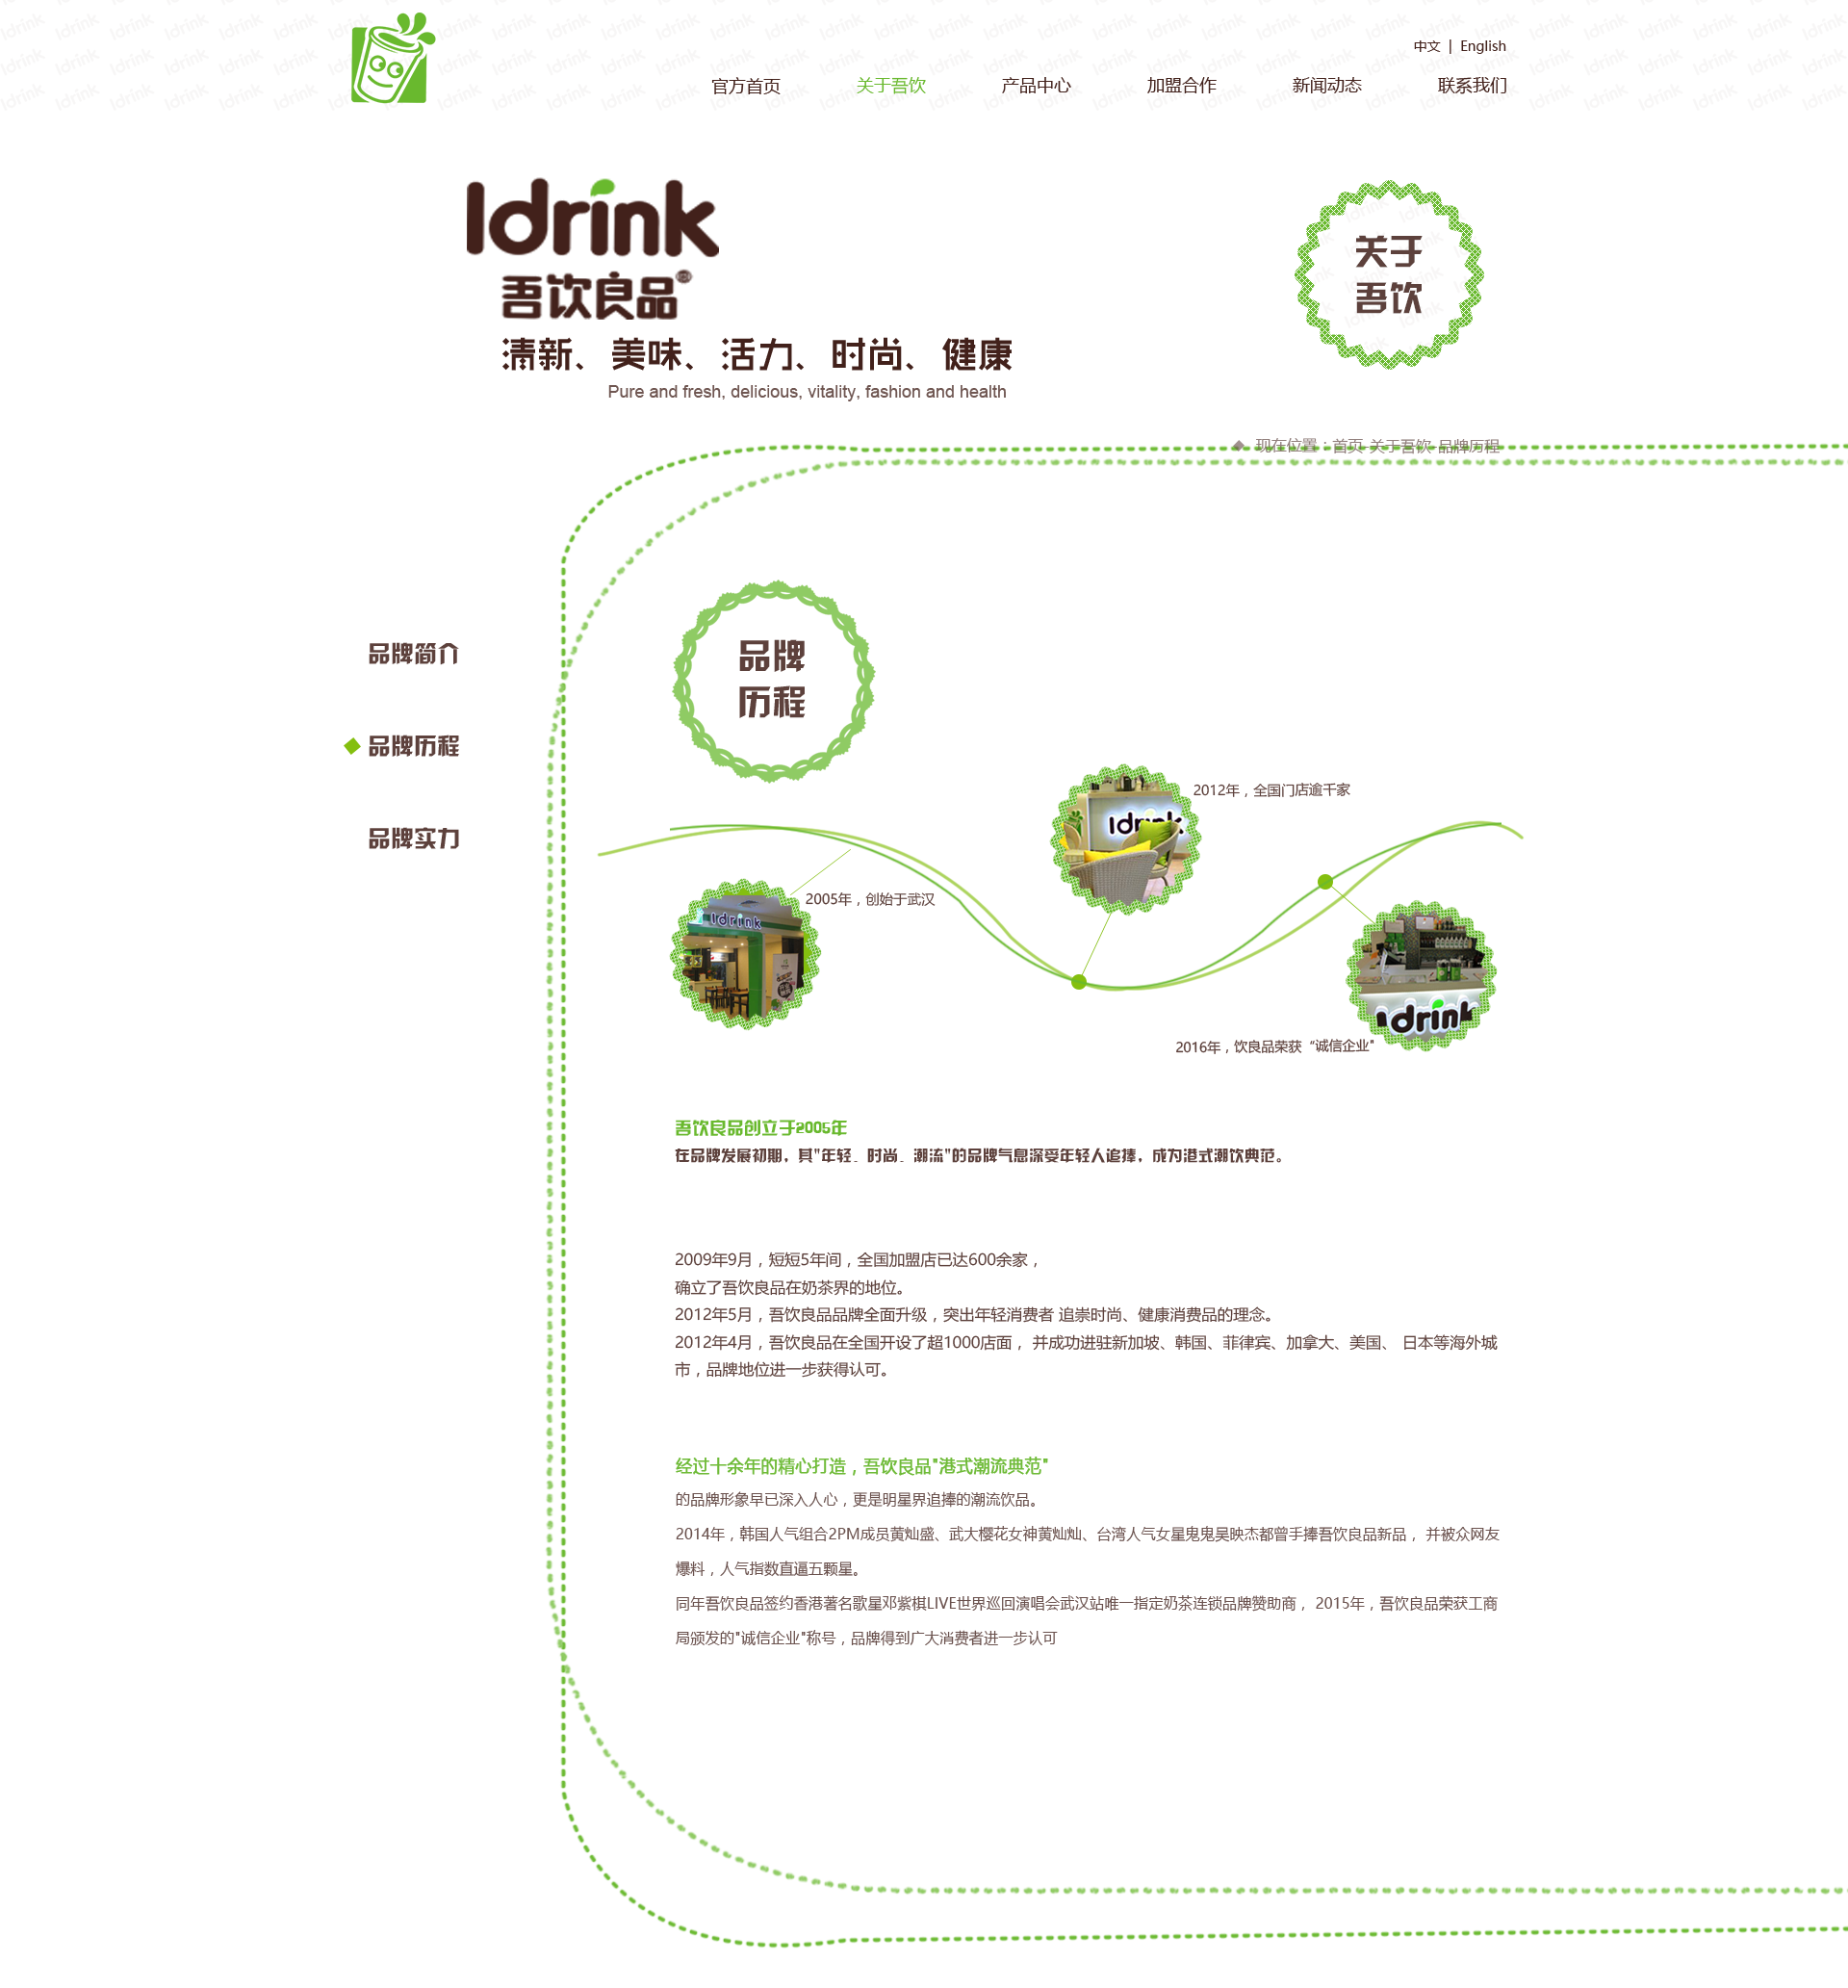 中文 | English
官方首页 关于吾饮 产品中心 加盟合作 新闻动态 联系我们
Idrink
吾饮良品
清新、美味、活力、时尚、健康
Pure and fresh, delicious, vitality, fashion and health
关于
吾饮
现在位置：首页-关于吾饮-品牌历程
品牌简介
品牌历程
品牌实力
品牌
历程
2012年，全国门店逾千家
Idrink
2005年，创始于武汉
Idrink
drink
2016年，饮良品荣获“诚信企业"
吾饮良品创立于2005年
在品牌发展初期，其"年轻、时尚、潮流"的品牌气息深受年轻人追捧，成为港式潮饮典范。
2009年9月，短短5年间，全国加盟店已达600余家，
确立了吾饮良品在奶茶界的地位。
2012年5月，吾饮良品品牌全面升级，突出年轻消费者 追崇时尚、健康消费品的理念。
2012年4月，吾饮良品在全国开设了超1000店面， 并成功进驻新加坡、韩国、菲律宾、加拿大、美国、 日本等海外城
市，品牌地位进一步获得认可。
经过十余年的精心打造，吾饮良品"港式潮流典范"
的品牌形象早已深入人心，更是明星界追捧的潮流饮品。
2014年，韩国人气组合2PM成员黄灿盛、武大樱花女神黄灿灿、台湾人气女星鬼鬼吴映杰都曾手捧吾饮良品新品， 并被众网友
爆料，人气指数直逼五颗星。
同年吾饮良品签约香港著名歌星邓紫棋LIVE世界巡回演唱会武汉站唯一指定奶茶连锁品牌赞助商， 2015年，吾饮良品荣获工商
局颁发的"诚信企业"称号，品牌得到广大消费者进一步认可